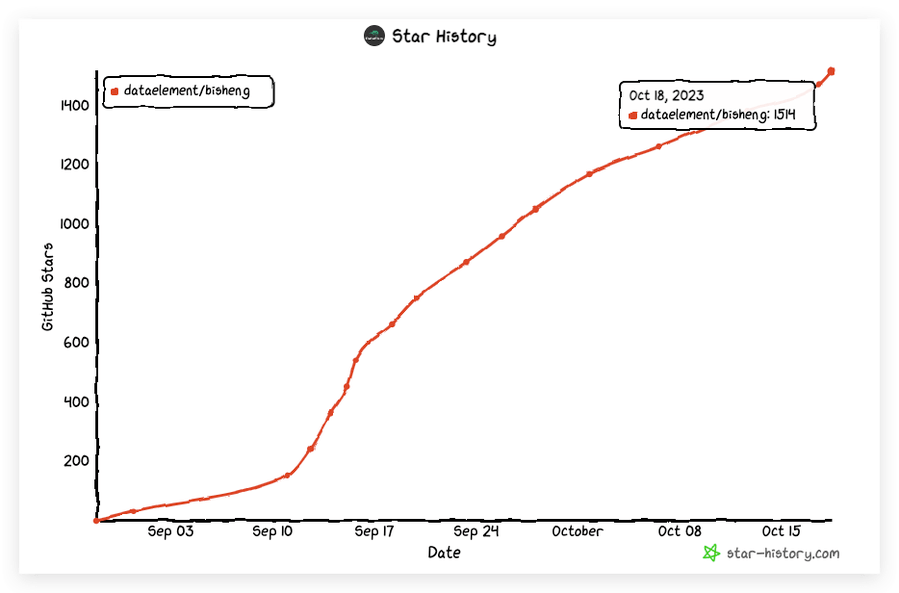 Star History
dataelement/bisheng
Oct 18, 2023
dataelement/bisheng: 1514
1400
1200
1000
800
600
400
200
GitHub Stars
Sep 03 Sep 10 Sep 17 Sep 24 October Oct 08 Oct 15
Date
star-history.com